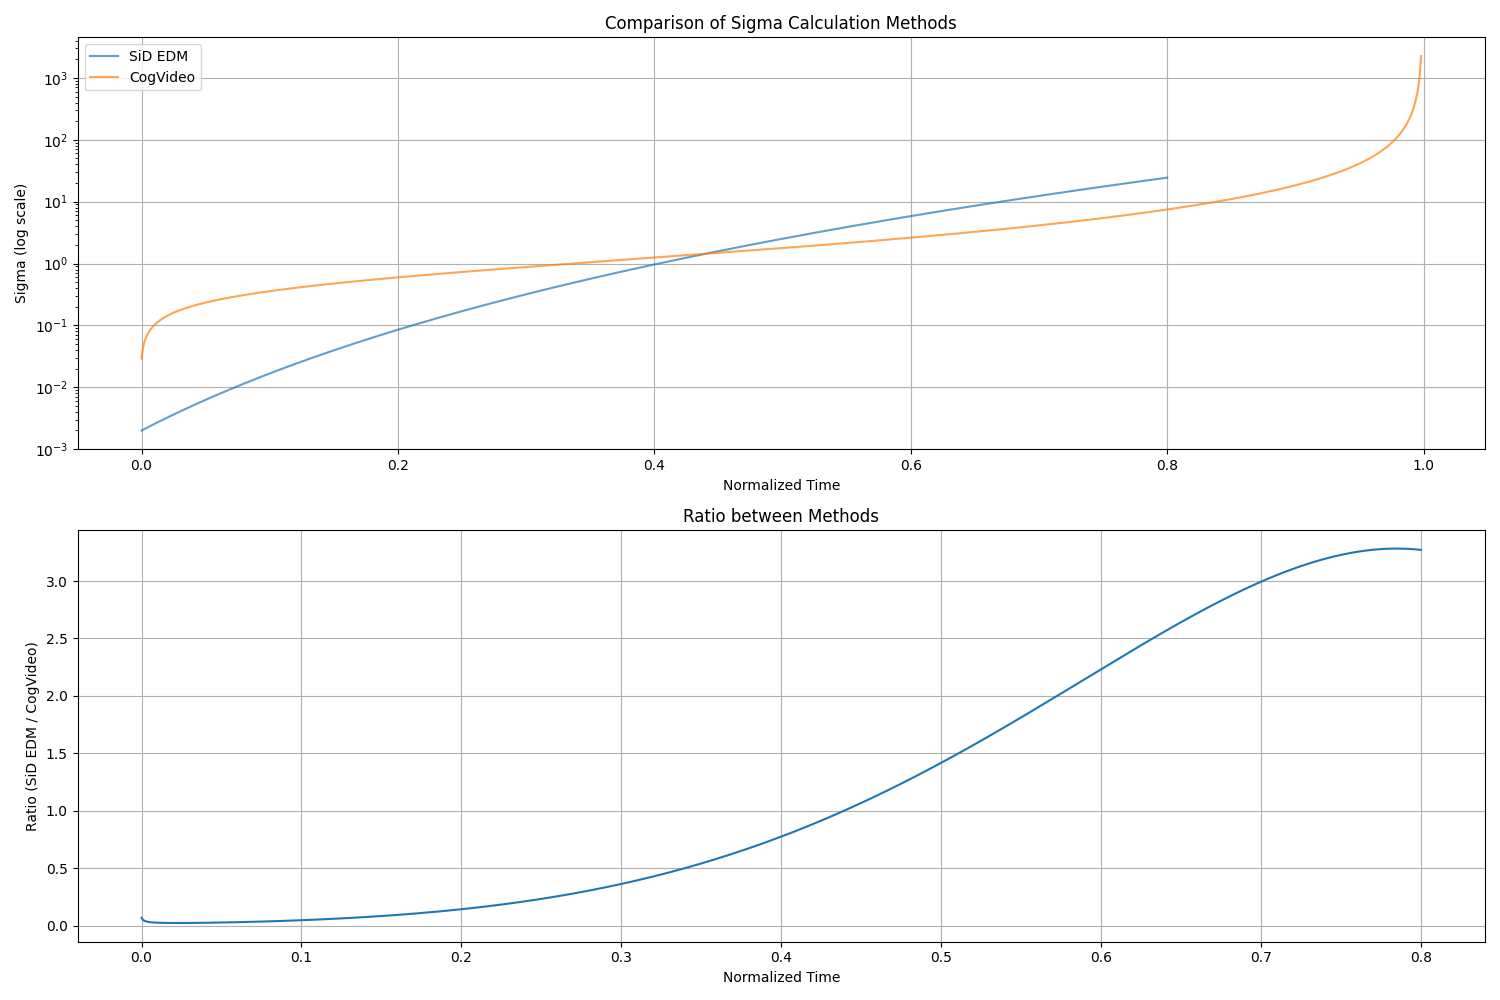 Comparison of Sigma Calculation Methods
SiD EDM
CogVideo
Sigma (log scale)
10³
10²
10¹
10⁰
10⁻¹
10⁻²
10⁻³
0.0 0.2 0.4 0.6 0.8 1.0
Normalized Time
Ratio between Methods
Ratio (SiD EDM / CogVideo)
3.0
2.5
2.0
1.5
1.0
0.5
0.0
0.0 0.1 0.2 0.3 0.4 0.5 0.6 0.7 0.8
Normalized Time